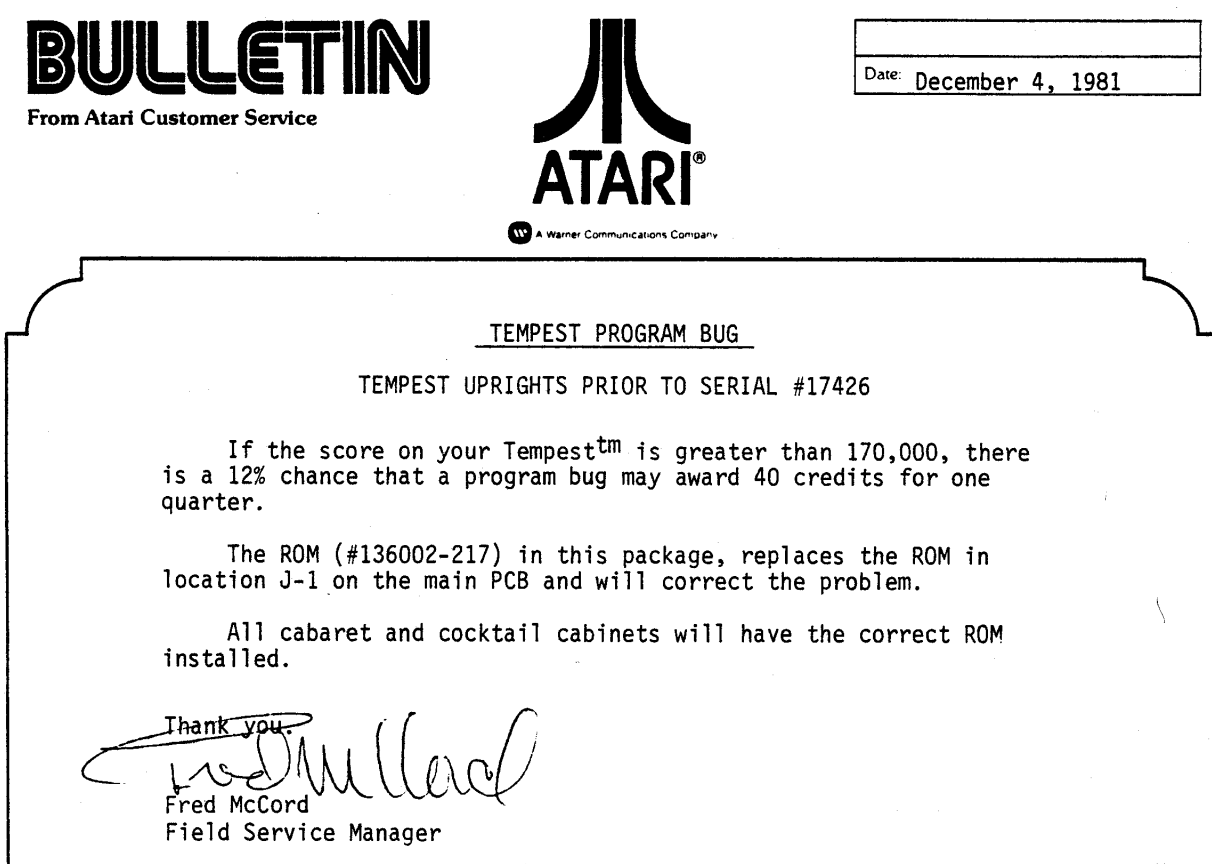 BULLETIN
From Atari Customer Service
ATARI®
A Warner Communications Company
Date: December 4, 1981
TEMPEST PROGRAM BUG
TEMPEST UPRIGHTS PRIOR TO SERIAL #17426
If the score on your Tempesttm is greater than 170,000, there
is a 12% chance that a program bug may award 40 credits for one
quarter.
The ROM (#136002-217) in this package, replaces the ROM in
location J-1 on the main PCB and will correct the problem.
All cabaret and cocktail cabinets will have the correct ROM
installed.
Thank you.
Fred McCord
Fred McCord
Field Service Manager